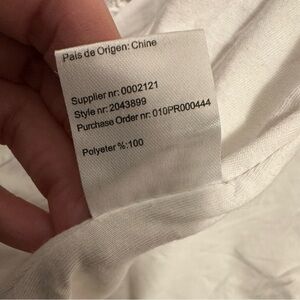 Pais de Origen: Chine
Supplier nr: 0002121
Style nr: 2043899
Purchase Order nr: 010PR000444
Polyeter %:100